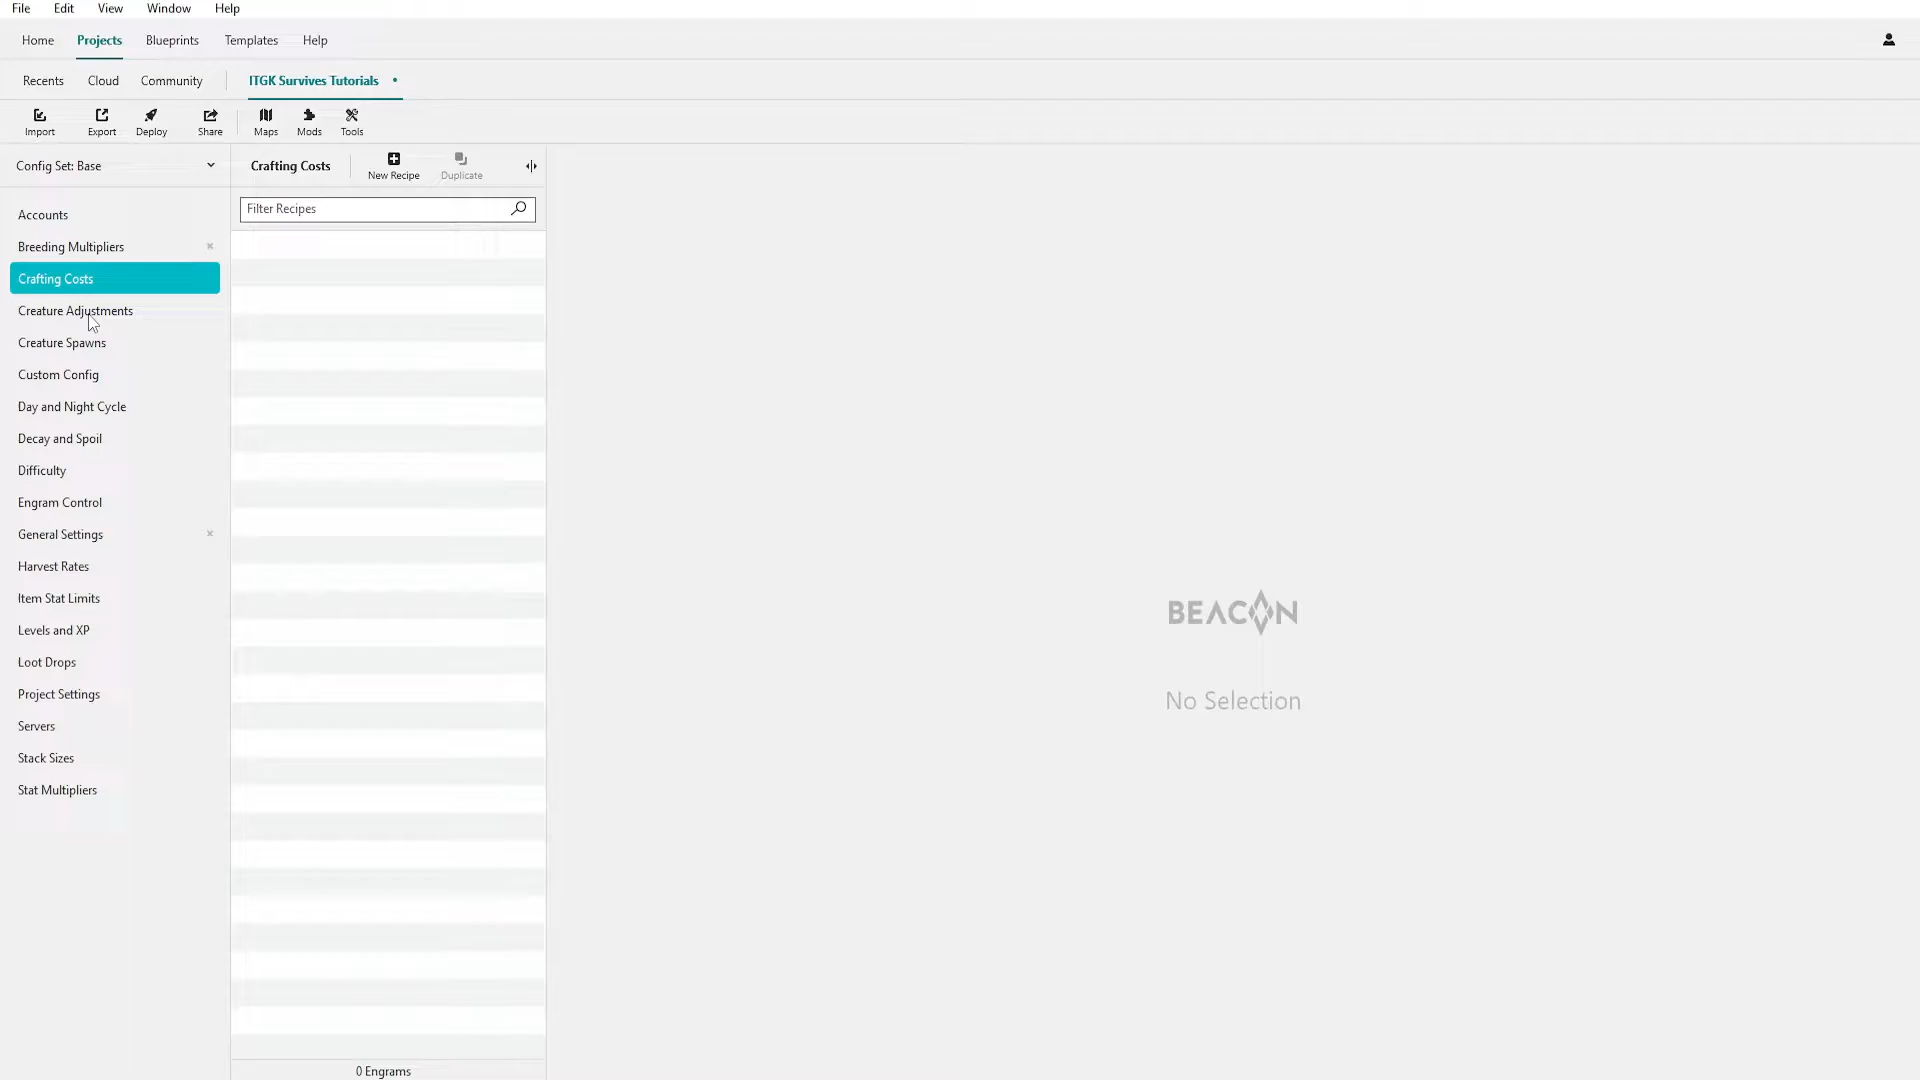 File Edit View Window Help
Home Projects Blueprints Templates Help
Recents Cloud Community ITGK Survives Tutorials •
Import Export Deploy Share Maps Mods Tools
Config Set: Base
Crafting Costs New Recipe Duplicate
Filter Recipes
Accounts
Breeding Multipliers
Crafting Costs
Creature Adjustments
Creature Spawns
Custom Config
Day and Night Cycle
Decay and Spoil
Difficulty
Engram Control
General Settings
Harvest Rates
Item Stat Limits
Levels and XP
Loot Drops
Project Settings
Servers
Stack Sizes
Stat Multipliers
0 Engrams
BEACON
No Selection